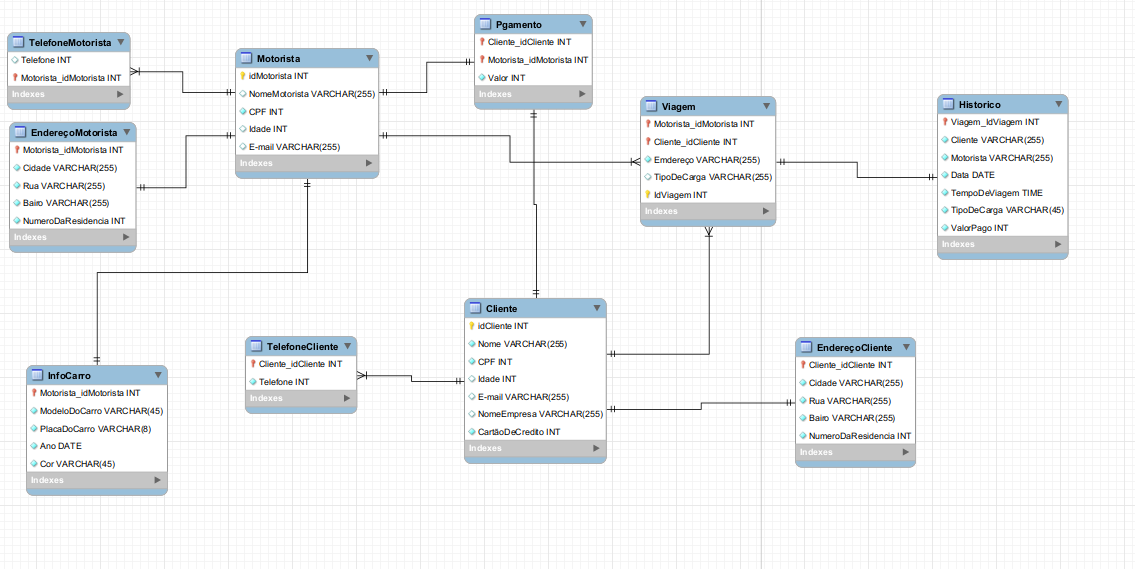 TelefoneMotorista
Telefone INT
Motorista_idMotorista INT
Indexes
EndereçoMotorista
Motorista_idMotorista INT
Cidade VARCHAR(255)
Rua VARCHAR(255)
Bairo VARCHAR(255)
NumeroDaResidencia INT
Indexes
Motorista
idMotorista INT
NomeMotorista VARCHAR(255)
CPF INT
Idade INT
E-mail VARCHAR(255)
Indexes
Pgamento
Cliente_idCliente INT
Motorista_idMotorista INT
Valor INT
Indexes
Viagem
Motorista_idMotorista INT
Cliente_idCliente INT
Emdereço VARCHAR(255)
TipoDeCarga VARCHAR(255)
IdViagem INT
Indexes
Historico
Viagem_IdViagem INT
Cliente VARCHAR(255)
Motorista VARCHAR(255)
Data DATE
TempoDeViagem TIME
TipoDeCarga VARCHAR(45)
ValorPago INT
Indexes
InfoCarro
Motorista_idMotorista INT
ModeloDoCarro VARCHAR(45)
PlacaDoCarro VARCHAR(8)
Ano DATE
Cor VARCHAR(45)
Indexes
TelefoneCliente
Cliente_idCliente INT
Telefone INT
Indexes
Cliente
idCliente INT
Nome VARCHAR(255)
CPF INT
Idade INT
E-mail VARCHAR(255)
NomeEmpresa VARCHAR(255)
CartãoDeCredito INT
Indexes
EndereçoCliente
Cliente_idCliente INT
Cidade VARCHAR(255)
Rua VARCHAR(255)
Bairo VARCHAR(255)
NumeroDaResidencia INT
Indexes